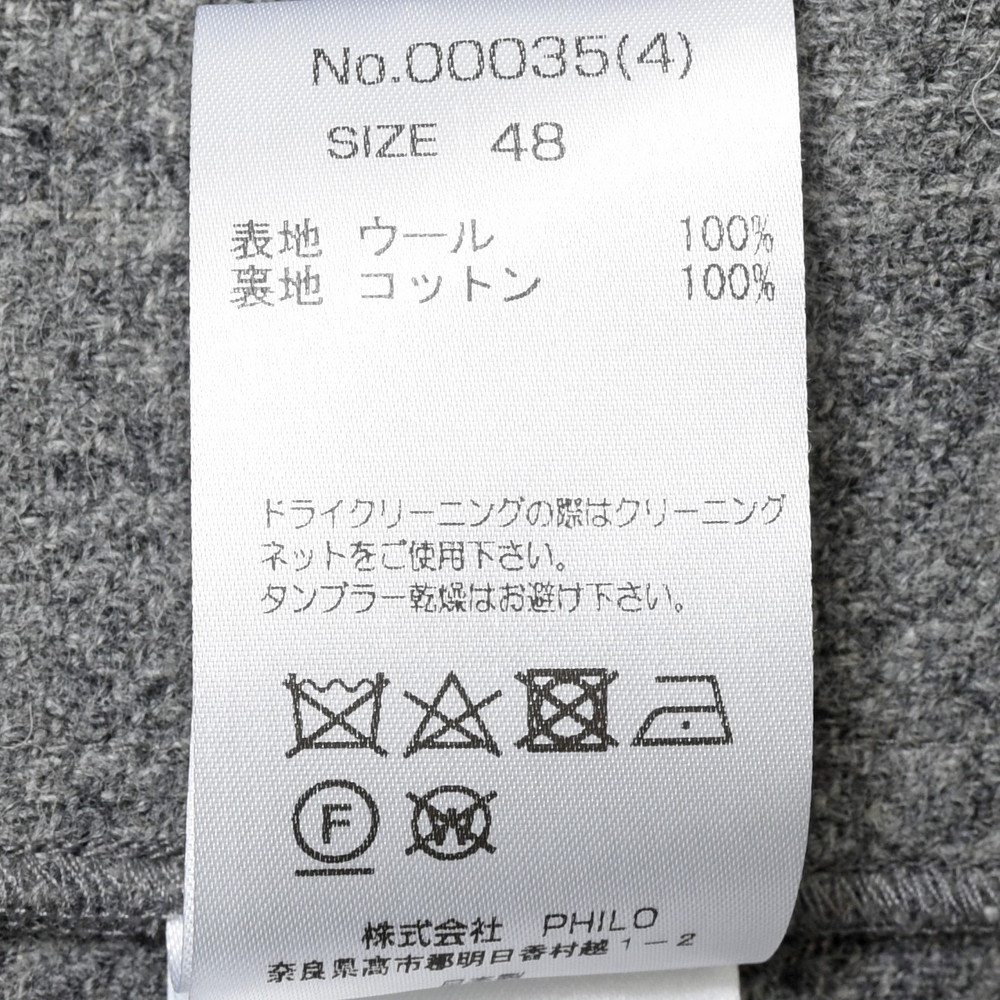 No.00035(4)
SIZE 48
表地 ウール 100%
裏地 コットン 100%
ドライクリーニングの際はクリーニング
ネットをご使用下さい。
タンブラー乾燥はお避け下さい。
F
W
株式会社 PHILO
奈良県高市郡明日香村越1-2
日本製